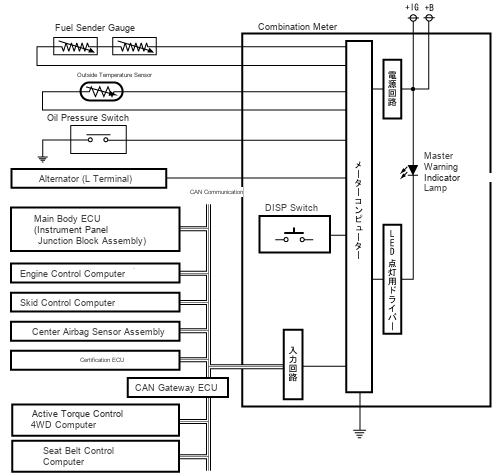 +IG +B
Fuel Sender Gauge
Combination Meter
Outside Temperature Sensor
電源回路
Oil Pressure Switch
メーターコンピューター
Master
Warning
Indicator
Lamp
Alternator (L Terminal)
CAN Communication
DISP Switch
Main Body ECU
(Instrument Panel
Junction Block Assembly)
LED点灯用ドライバー
Engine Control Computer
Skid Control Computer
Center Airbag Sensor Assembly
Certification ECU
入力回路
CAN Gateway ECU
Active Torque Control
4WD Computer
Seat Belt Control
Computer